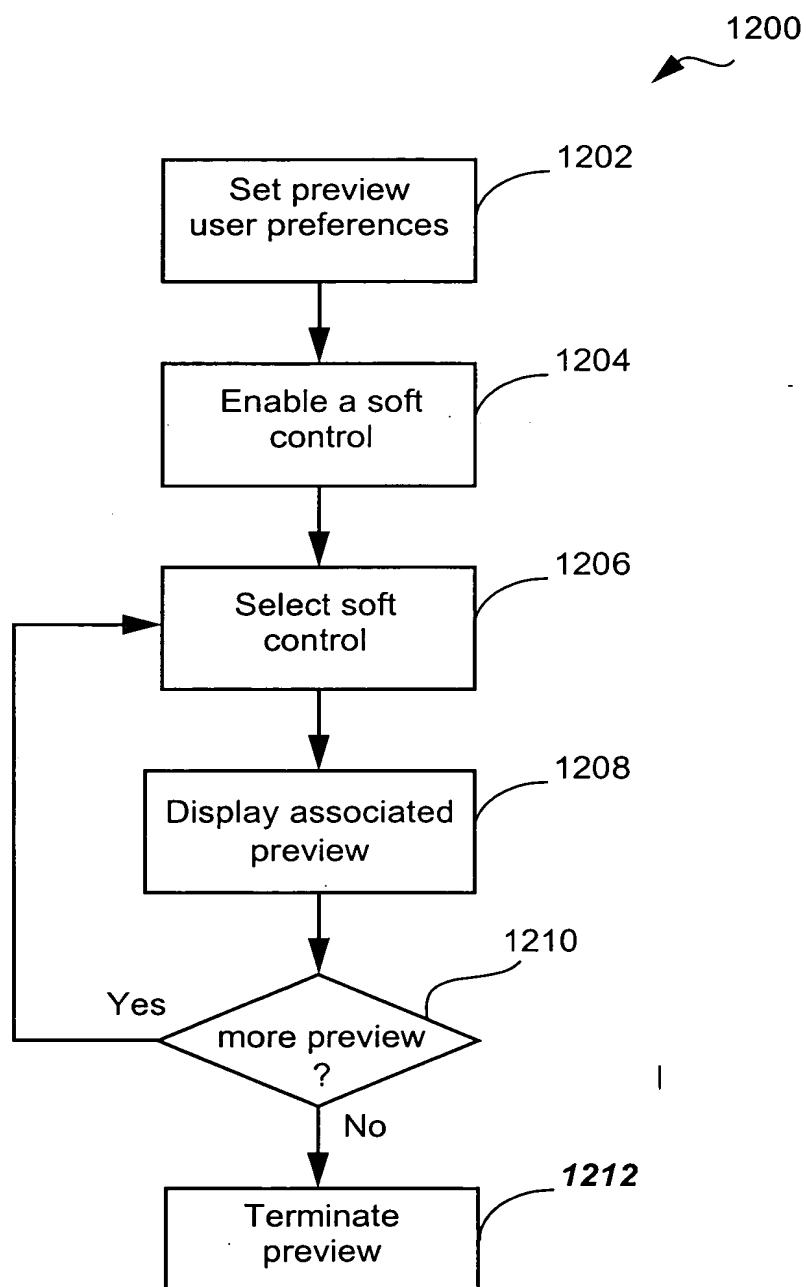 1200
1202
Set preview
user preferences
1204
Enable a soft
control
1206
Select soft
control
1208
Display associated
preview
1210
Yes
more preview
?
No
1212
Terminate
preview